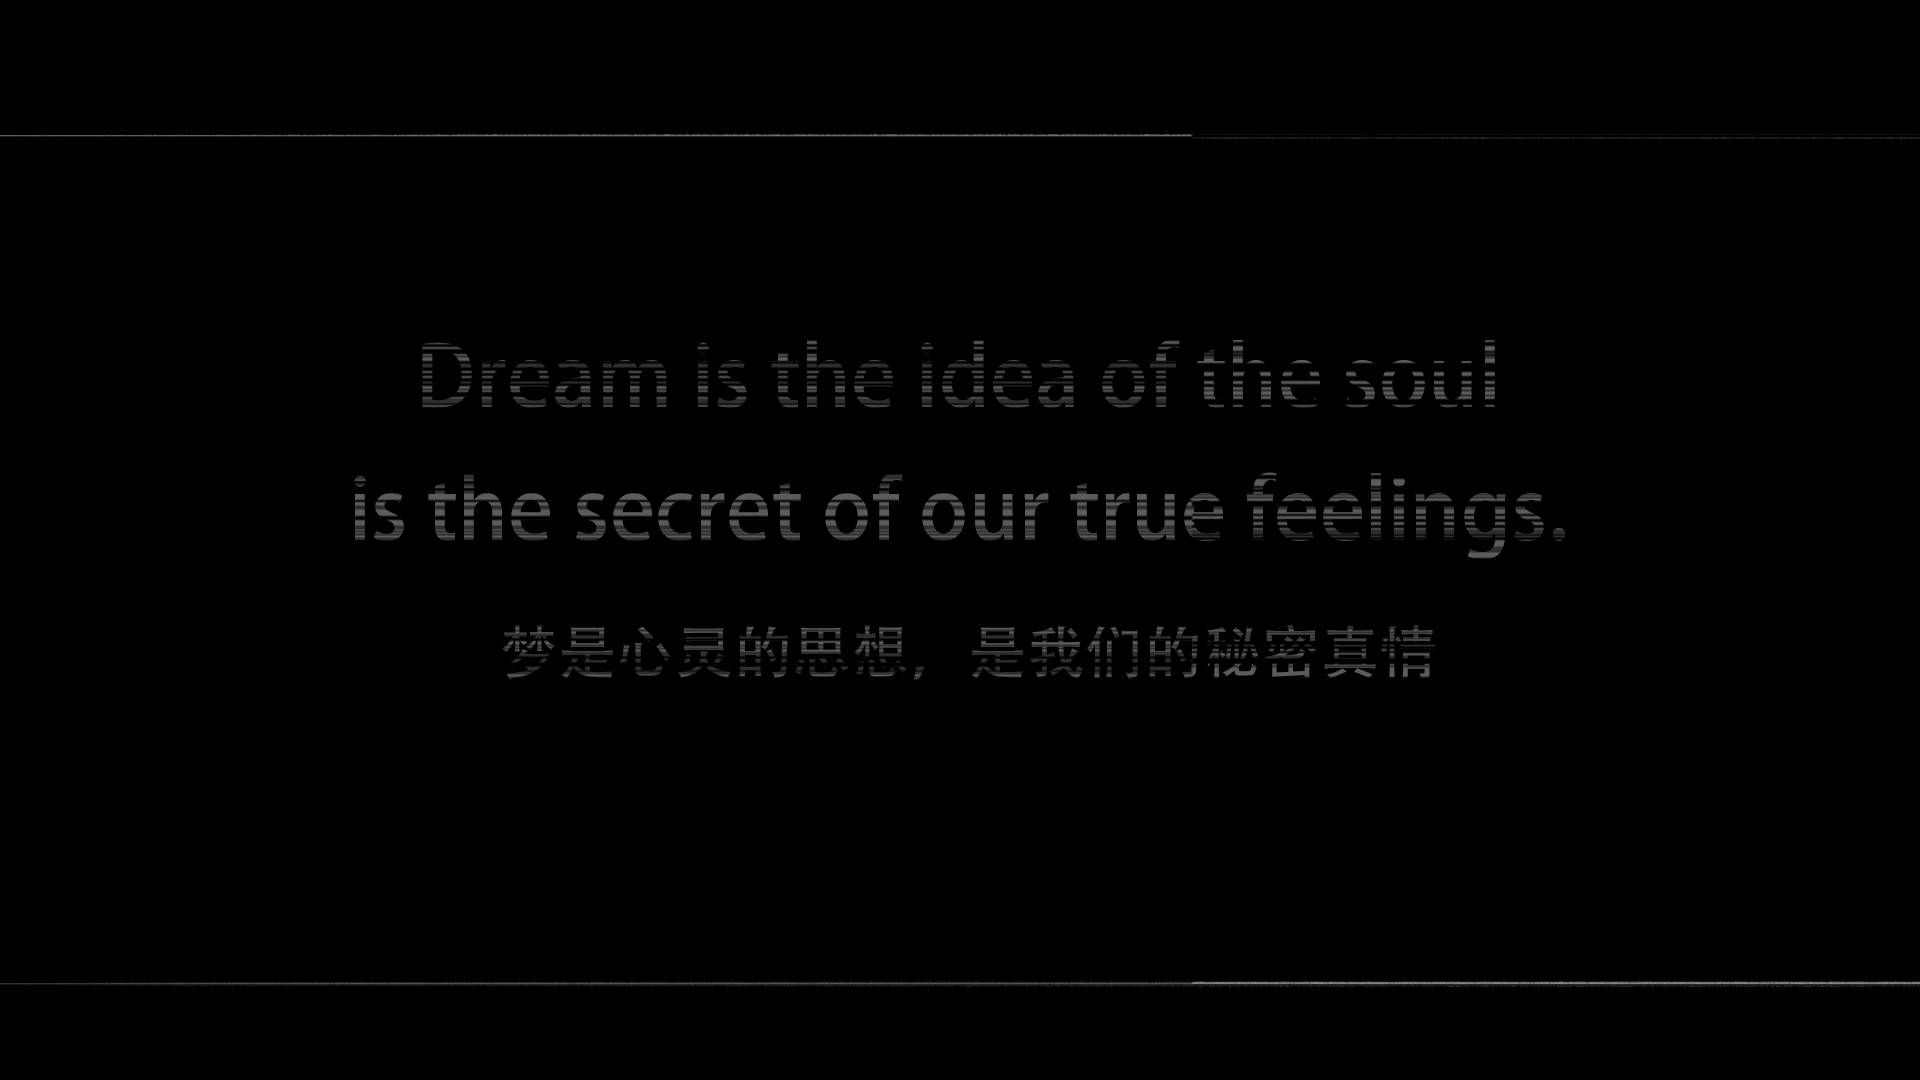 Dream is the idea of the soul
is the secret of our true feelings.
梦是心灵的思想，是我们的秘密真情